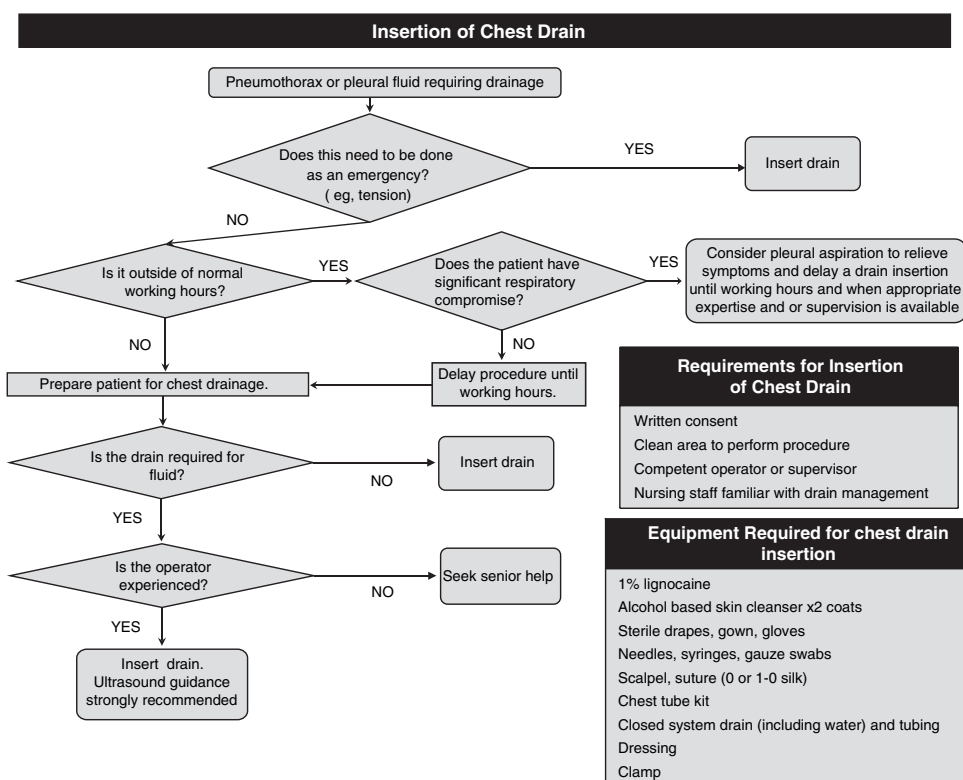 Insertion of Chest Drain
Pneumothorax or pleural fluid requiring drainage
Does this need to be done
as an emergency?
( eg, tension)
YES
Insert drain
NO
Is it outside of normal
working hours?
YES
Does the patient have
significant respiratory
compromise?
YES
Consider pleural aspiration to relieve
symptoms and delay a drain insertion
until working hours and when appropriate
expertise and or supervision is available
NO
NO
Prepare patient for chest drainage.
Delay procedure until
working hours.
Is the drain required for
fluid?
NO
Insert drain
YES
Is the operator
experienced?
NO
Seek senior help
YES
Insert drain.
Ultrasound guidance
strongly recommended
Requirements for Insertion
of Chest Drain
Written consent
Clean area to perform procedure
Competent operator or supervisor
Nursing staff familiar with drain management
Equipment Required for chest drain
insertion
1% lignocaine
Alcohol based skin cleanser x2 coats
Sterile drapes, gown, gloves
Needles, syringes, gauze swabs
Scalpel, suture (0 or 1-0 silk)
Chest tube kit
Closed system drain (including water) and tubing
Dressing
Clamp